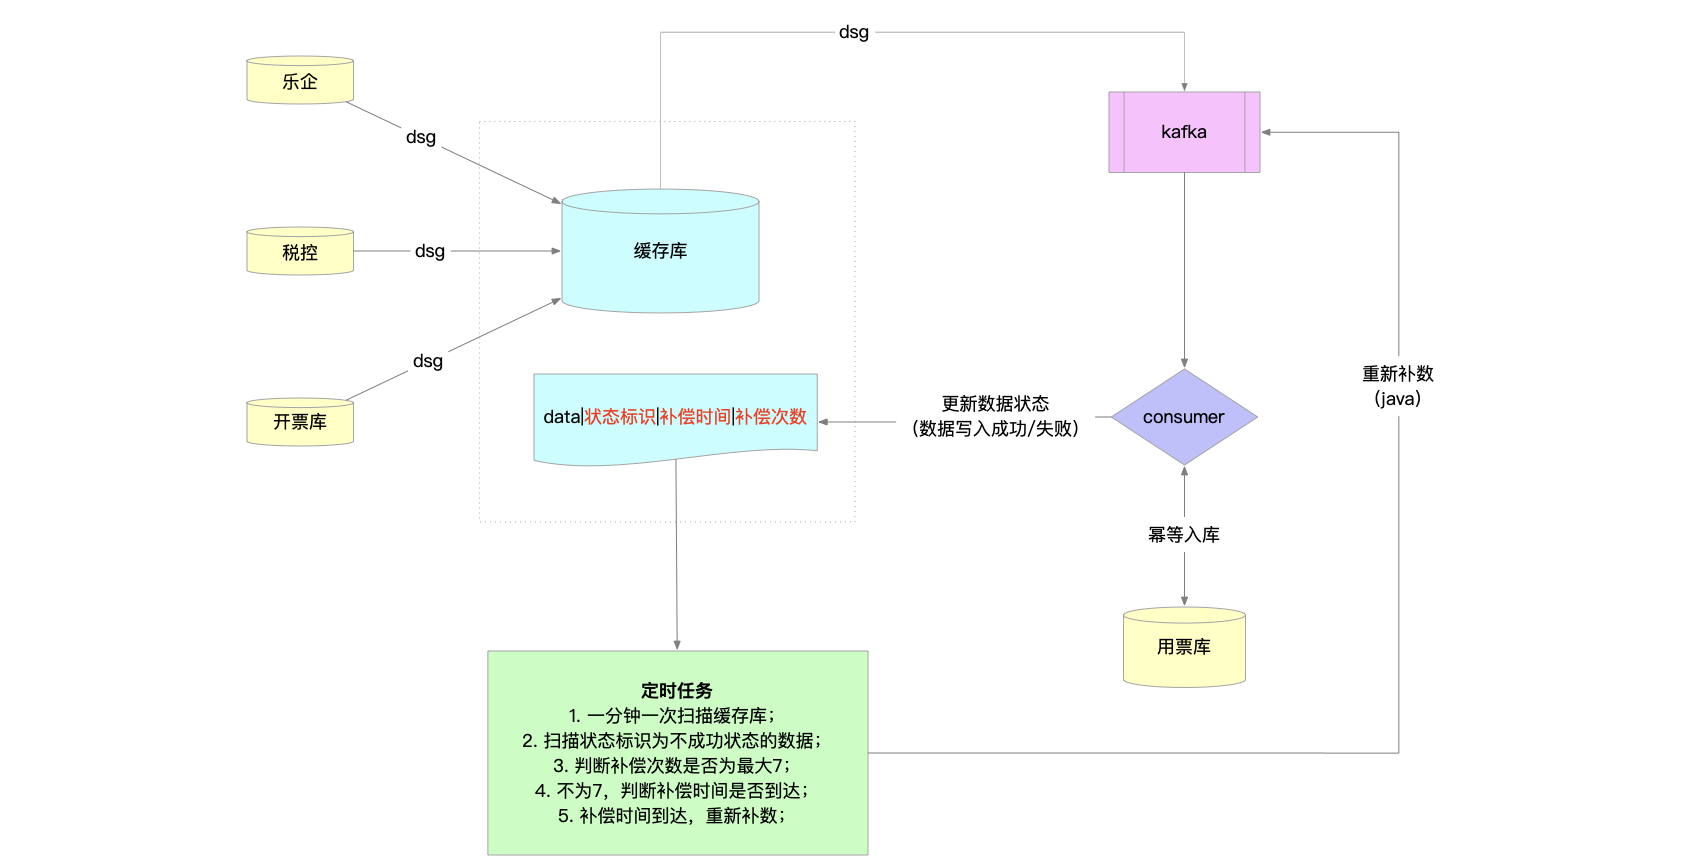 dsg
乐企
dsg
kafka
税控
dsg
缓存库
dsg
开票库
data|状态标识|补偿时间|补偿次数
更新数据状态
（数据写入成功/失败）
consumer
重新补数
（java）
幂等入库
用票库
定时任务
1. 一分钟一次扫描缓存库；
2. 扫描状态标识为不成功状态的数据；
3. 判断补偿次数是否为最大7；
4. 不为7，判断补偿时间是否到达；
5. 补偿时间到达，重新补数；